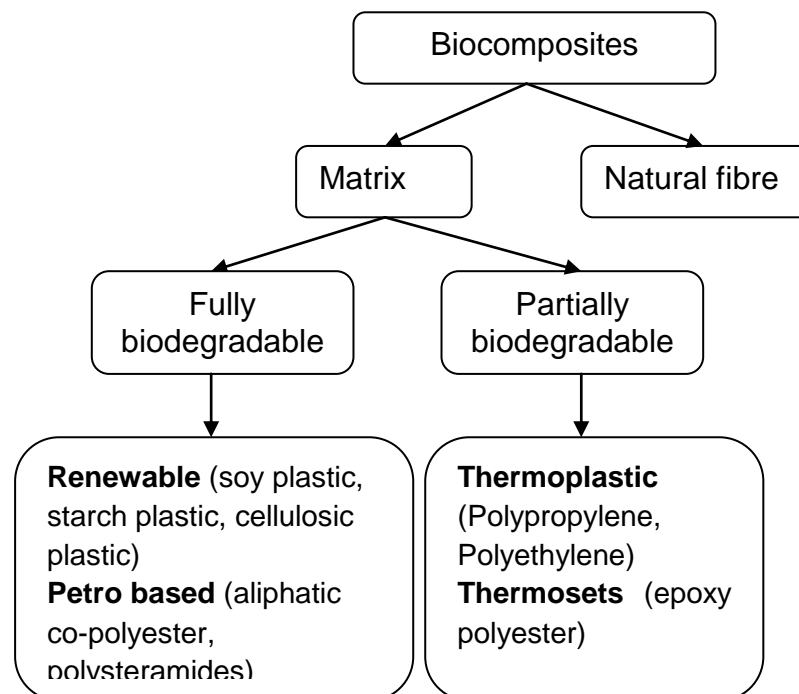 Biocomposites
Matrix
Natural fibre
Fully
biodegradable
Partially
biodegradable
Renewable (soy plastic,
starch plastic, cellulosic
plastic)
Petro based (aliphatic
co-polyester,
polysteramides)
Thermoplastic
(Polypropylene,
Polyethylene)
Thermosets (epoxy
polyester)